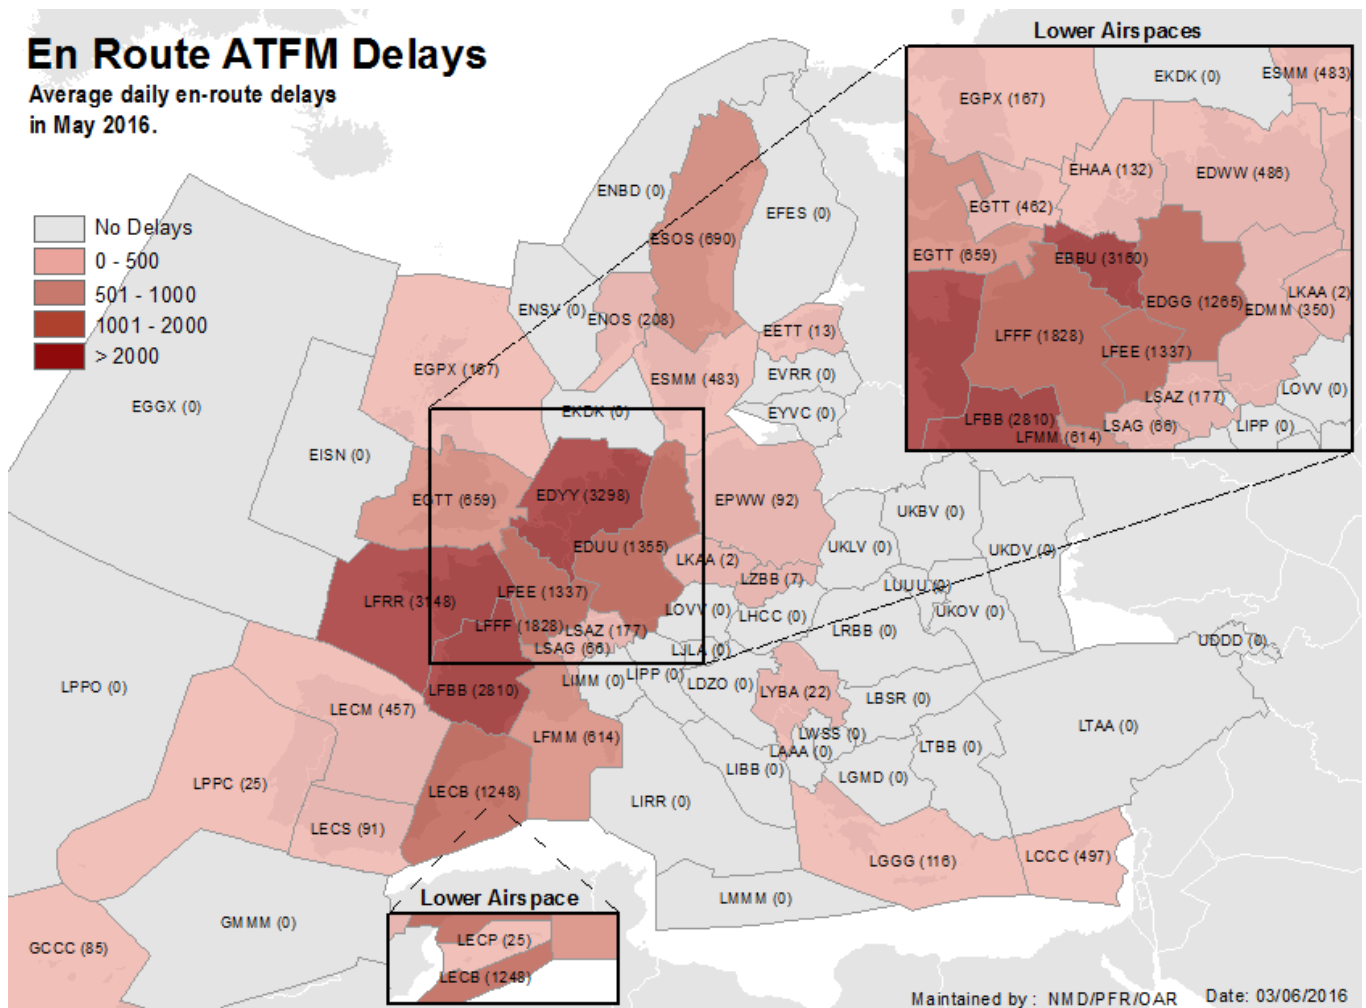 En Route ATFM Delays
Average daily en-route delays
in May 2016.
No Delays
0 - 500
501 - 1000
1001 - 2000
> 2000
Lower Airspaces
EKDK (0)
ESMM (483)
EGPX (167)
EHAA (132)
EDWW (486)
EGTT (462)
EGTT (659)
EBBU (3160)
EDGG (1265)
LKAA (2)
EDMM (350)
LFFF (1828)
LFEE (1337)
LOVV (0)
LSAZ (177)
LFBB (2810)
LSAG (66)
LIPP (0)
LFMM (614)
ENBD (0)
EFES (0)
ESOS (690)
ENSV (0)
ENOS (208)
EETT (13)
EGPX (167)
ESMM (483)
EVRR (0)
EGGX (0)
EKDK (0)
EYVC (0)
EISN (0)
EGTT (659)
EDYY (3298)
EPWW (92)
UKBV (0)
EDUU (1355)
UKLV (0)
UKDV (0)
LKAA (2)
LZBB (7)
LUUU (0)
LFRR (3148)
LFEE (1337)
LOVV (0)
LHCC (0)
UKOV (0)
LFFF (1828)
LSAZ (177)
LRBB (0)
UDDD (0)
LSAG (66)
LJLA (0)
LPPO (0)
LFBB (2810)
LIMM (0)
LIPP (0)
LDZO (0)
LYBA (22)
LBSR (0)
LECM (457)
LFMM (614)
LWSS (0)
LTAA (0)
LAAA (0)
LTBB (0)
LPPC (25)
LECB (1248)
LIBB (0)
LGMD (0)
LIRR (0)
LECS (91)
LGGG (116)
LCCC (497)
Lower Airspace
LMMM (0)
GMMM (0)
LECP (25)
GCCC (85)
LECB (1248)
Maintained by : NMD/PFR/OAR Date: 03/06/2016